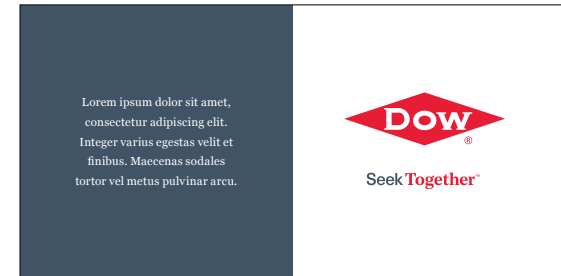 Lorem ipsum dolor sit amet,
consectetur adipiscing elit.
Integer varius egestas velit et
finibus. Maecenas sodales
tortor vel metus pulvinar arcu.
Dow
®
Seek Together™